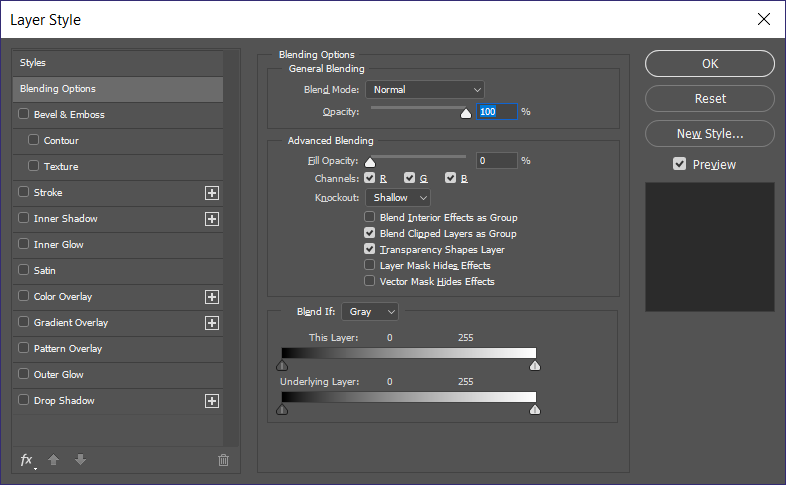 Layer Style
Styles
Blending Options
Bevel & Emboss
Contour
Texture
Stroke
Inner Shadow
Inner Glow
Satin
Color Overlay
Gradient Overlay
Pattern Overlay
Outer Glow
Drop Shadow
fx
Blending Options
General Blending
Blend Mode: Normal
Opacity: 100 %
Advanced Blending
Fill Opacity: 0 %
Channels: R G B
Knockout: Shallow
Blend Interior Effects as Group
Blend Clipped Layers as Group
Transparency Shapes Layer
Layer Mask Hides Effects
Vector Mask Hides Effects
Blend If: Gray
This Layer: 0 255
Underlying Layer: 0 255
OK
Reset
New Style...
Preview